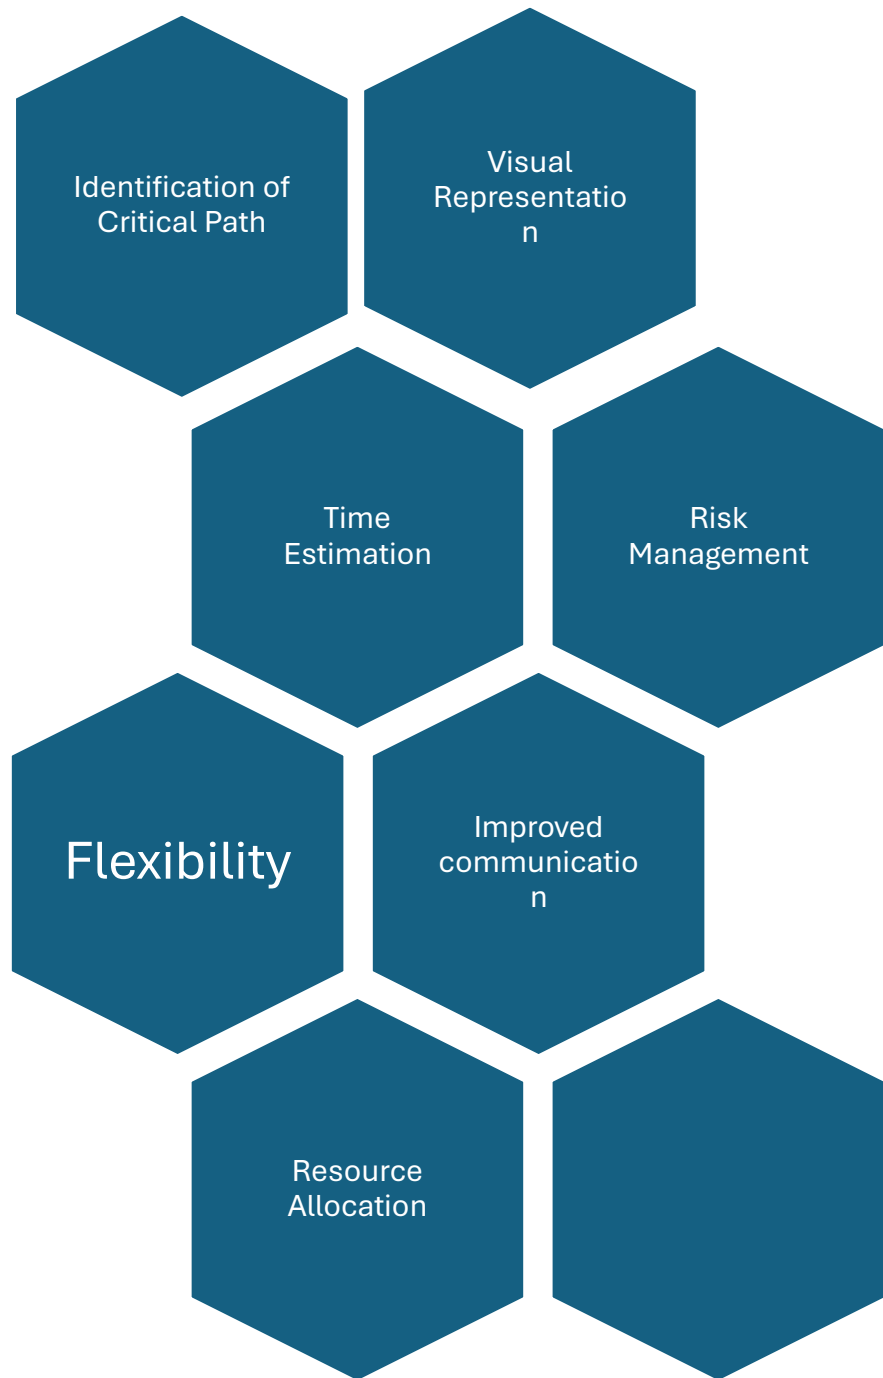 Identification of
Critical Path
Visual
Representatio
n
Time
Estimation
Risk
Management
Flexibility
Improved
communicatio
n
Resource
Allocation